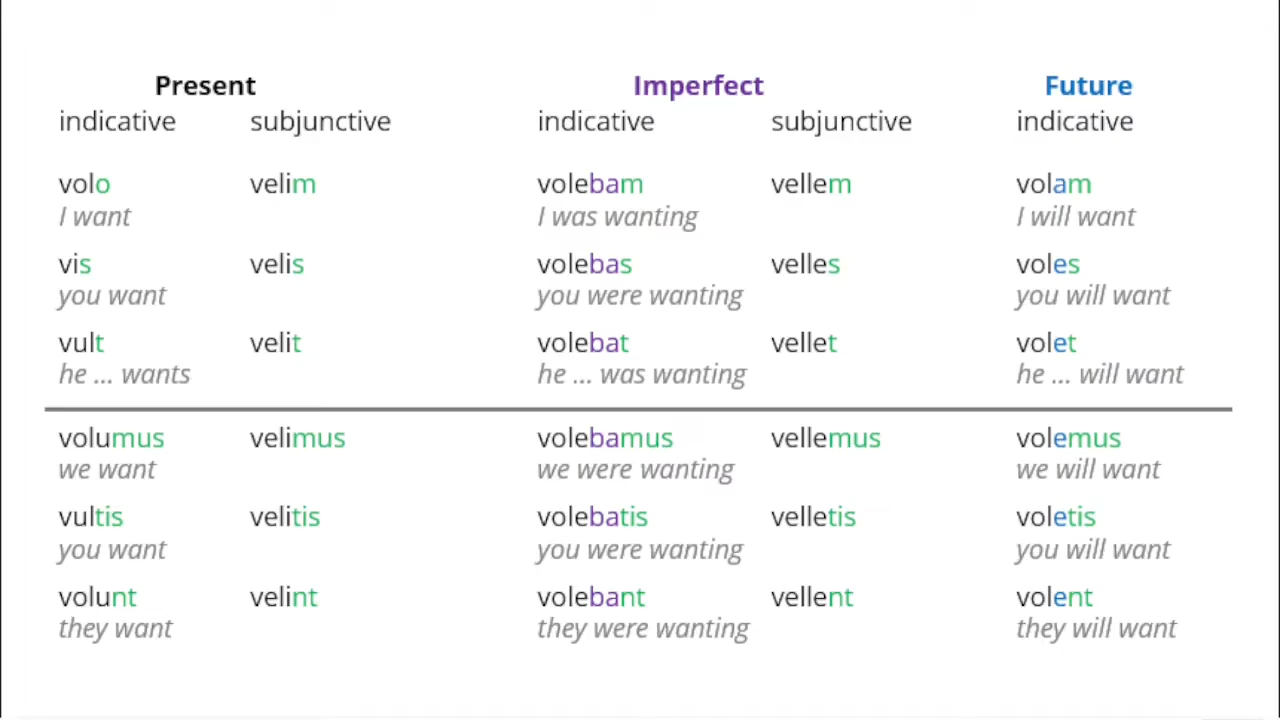 Present Imperfect Future
indicative subjunctive indicative subjunctive indicative
volo velim volebam vellem volam
I want I was wanting I will want
vis velis volebas velles voles
you want you were wanting you will want
vult velit volebat vellet volet
he ... wants he ... was wanting he ... will want
volumus velimus volebamus vellemus volemus
we want we were wanting we will want
vultis velitis volebatis velletis voletis
you want you were wanting you will want
volunt velint volebant vellent volent
they want they were wanting they will want